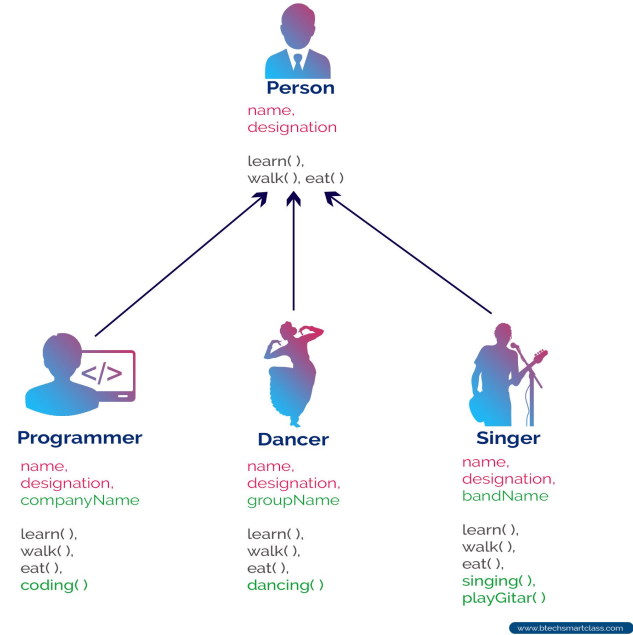 Person
name,
designation
learn( ),
walk( ), eat( )
</>
Programmer
name,
designation,
companyName
learn( ),
walk( ),
eat( ),
coding( )
Dancer
name,
designation,
groupName
learn( ),
walk( ),
eat( ),
dancing( )
Singer
name,
designation,
bandName
learn( ),
walk( ),
eat( ),
singing( ),
playGitar( )
www.btechsmartclass.com